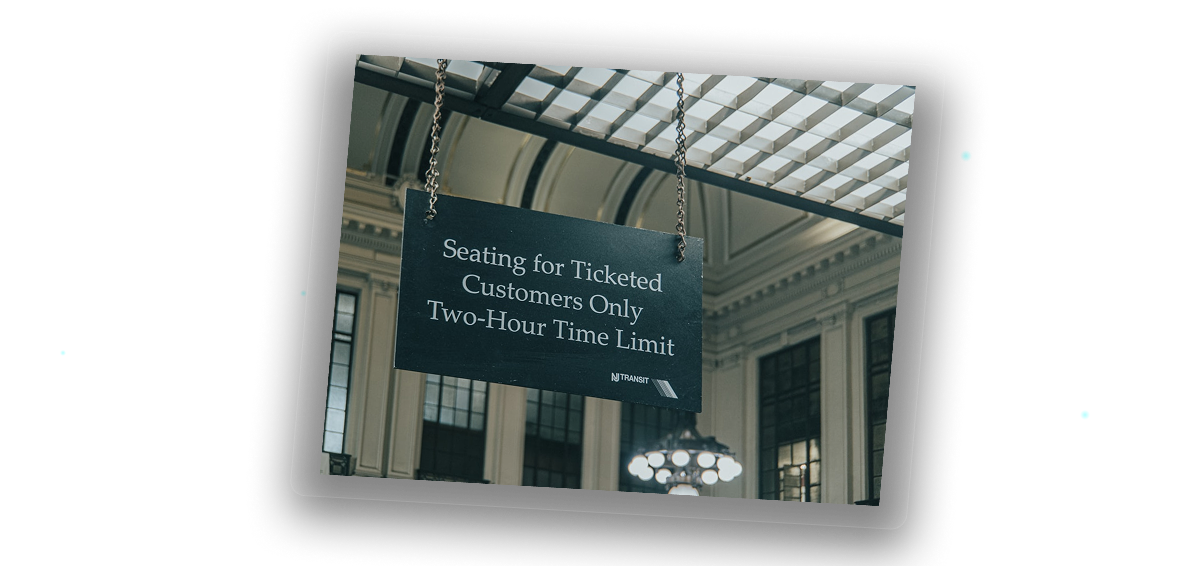 Seating for Ticketed
Customers Only
Two-Hour Time Limit
NJ TRANSIT